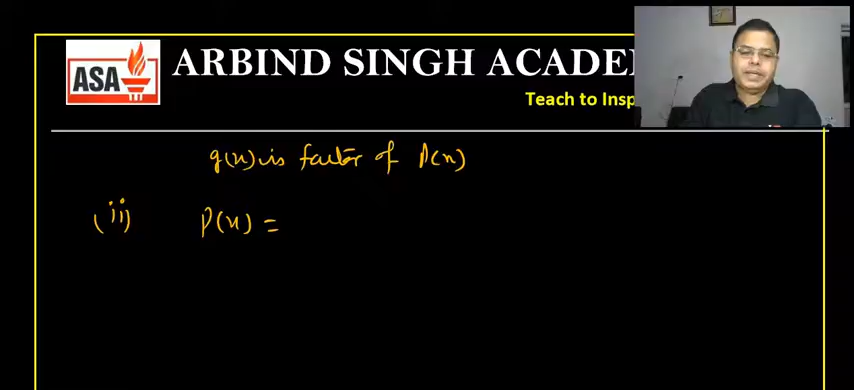 ASA
ARBIND SINGH ACADE
Teach to Insp
g(x) is factor of P(x)
(ii) P(x) =